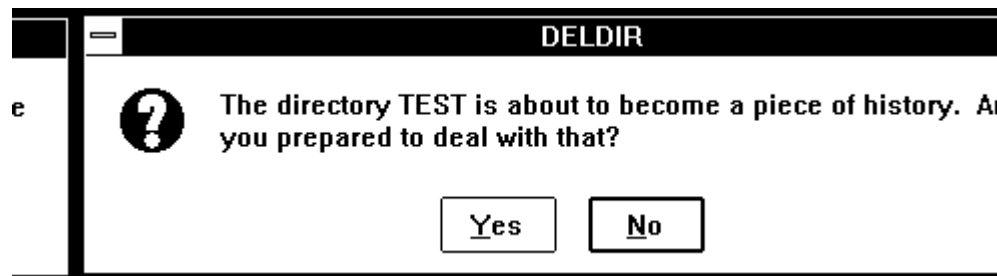 DELDIR
e
The directory TEST is about to become a piece of history.
you prepared to deal with that?
Yes
No